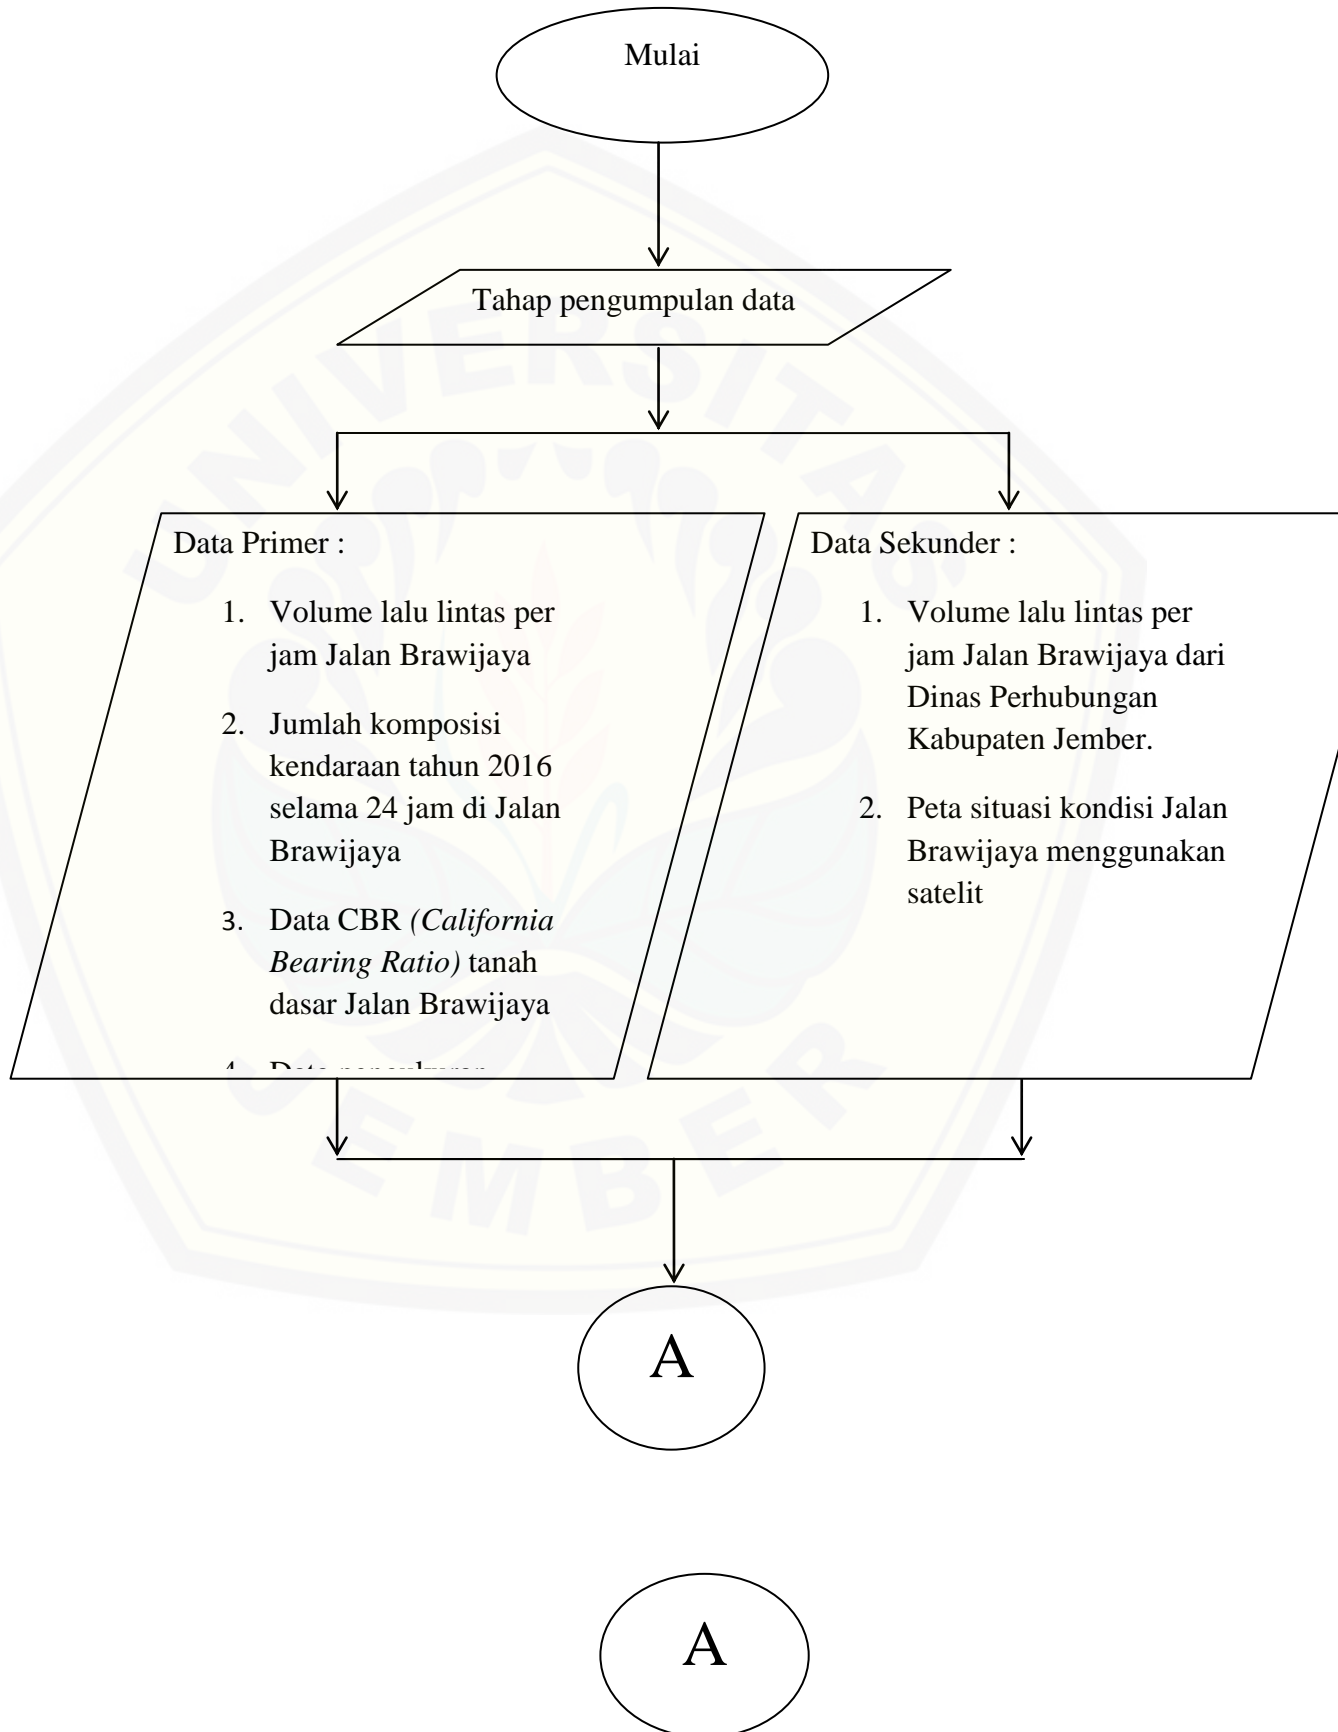 Mulai
Tahap pengumpulan data
Data Primer :
1. Volume lalu lintas per
jam Jalan Brawijaya
2. Jumlah komposisi
kendaraan tahun 2016
selama 24 jam di Jalan
Brawijaya
3. Data CBR (California
Bearing Ratio) tanah
dasar Jalan Brawijaya
Data Sekunder :
1. Volume lalu lintas per
jam Jalan Brawijaya dari
Dinas Perhubungan
Kabupaten Jember.
2. Peta situasi kondisi Jalan
Brawijaya menggunakan
satelit
A
A
UNIVERSITAS
JEMBER